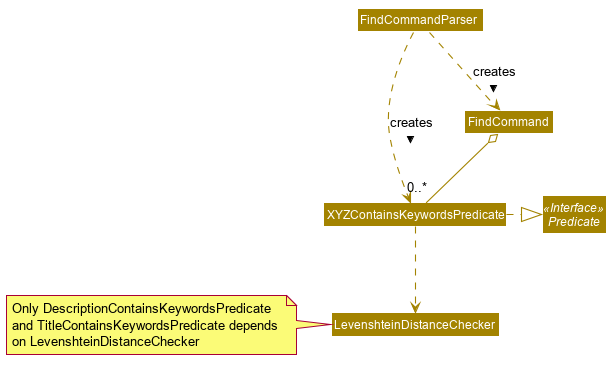 FindCommandParser
creates
FindCommand
creates
0..*
XYZContainsKeywordsPredicate
«Interface»
Predicate
Only DescriptionContainsKeywordsPredicate
and TitleContainsKeywordsPredicate depends
on LevenshteinDistanceChecker
LevenshteinDistanceChecker